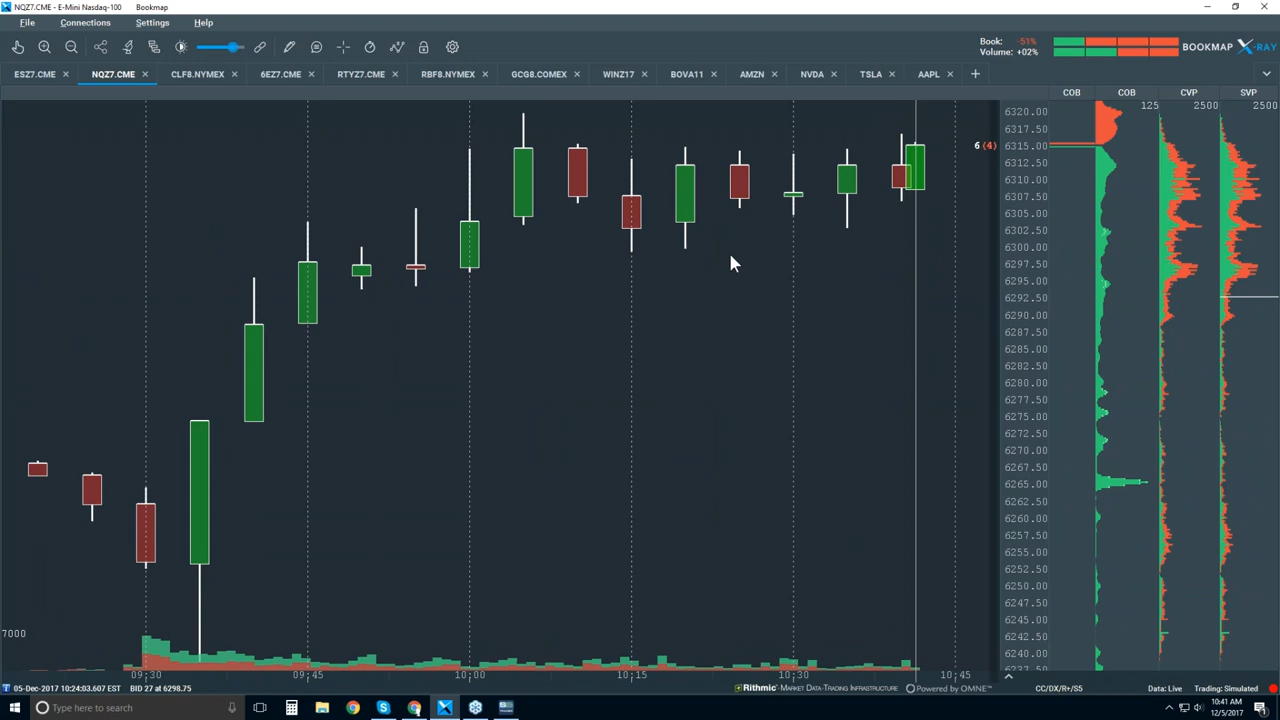 NQZ7.CME - E-Mini Nasdaq-100 Bookmap
File Connections Settings Help
Book: -51%
Volume: +02%
BOOKMAP X-RAY
ESZ7.CME NQZ7.CME CLF8.NYMEX 6EZ7.CME RTYZ7.CME RBF8.NYMEX GCG8.COMEX WINZ17 BOVA11 AMZN NVDA TSLA AAPL
COB COB CVP SVP
125 2500 2500
6320.00
6317.50
6 (4) 6315.00
6312.50
6310.00
6307.50
6305.00
6302.50
6300.00
6297.50
6295.00
6292.50
6290.00
6287.50
6285.00
6282.50
6280.00
6277.50
6275.00
6272.50
6270.00
6267.50
6265.00
6262.50
6260.00
6257.50
6255.00
6252.50
6250.00
6247.50
6245.00
6242.50
6240.00
6237.50
7000
09:30 09:45 10:00 10:15 10:30 10:45
05-Dec-2017 10:24:03.607 EST BID 27 at 6298.75
Rithmic™ MARKET DATA-TRADING INFRASTRUCTURE Powered by OMNE™
CC/DX/R+/S5 Data: Live Trading: Simulated
Type here to search
10:41 AM
12/5/2017
1